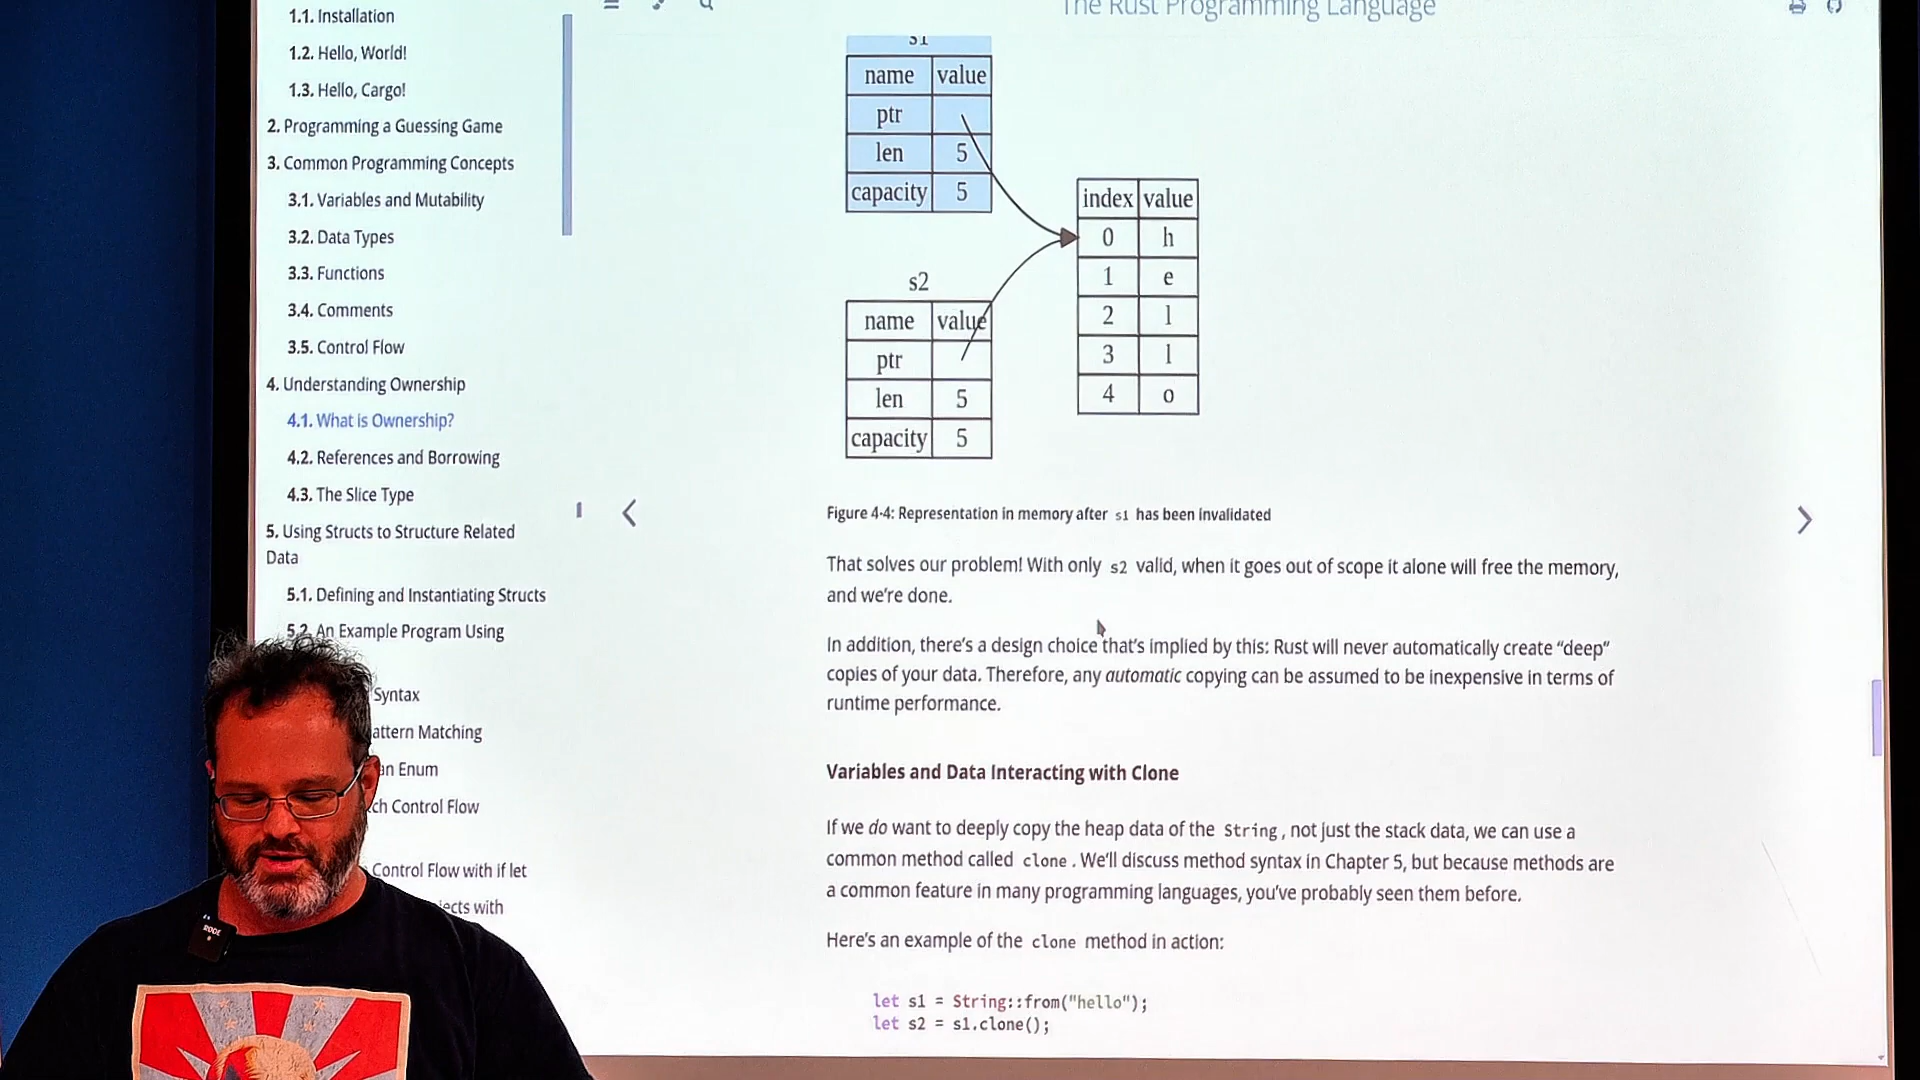 The Rust Programming Language
1.1. Installation
1.2. Hello, World!
1.3. Hello, Cargo!
2. Programming a Guessing Game
3. Common Programming Concepts
3.1. Variables and Mutability
3.2. Data Types
3.3. Functions
3.4. Comments
3.5. Control Flow
4. Understanding Ownership
4.1. What is Ownership?
4.2. References and Borrowing
4.3. The Slice Type
5. Using Structs to Structure Related
Data
5.1. Defining and Instantiating Structs
5.2. An Example Program Using
Syntax
attern Matching
an Enum
ch Control Flow
Control Flow with if let
jects with
RODE
s1
name value
ptr
len 5
capacity 5
s2
name value
ptr
len 5
capacity 5
index value
0 h
1 e
2 l
3 l
4 o
Figure 4-4: Representation in memory after s1 has been invalidated
That solves our problem! With only s2 valid, when it goes out of scope it alone will free the memory,
and we're done.
In addition, there's a design choice that's implied by this: Rust will never automatically create “deep”
copies of your data. Therefore, any automatic copying can be assumed to be inexpensive in terms of
runtime performance.
Variables and Data Interacting with Clone
If we do want to deeply copy the heap data of the String, not just the stack data, we can use a
common method called clone. We'll discuss method syntax in Chapter 5, but because methods are
a common feature in many programming languages, you've probably seen them before.
Here's an example of the clone method in action:
let s1 = String::from("hello");
let s2 = s1.clone();